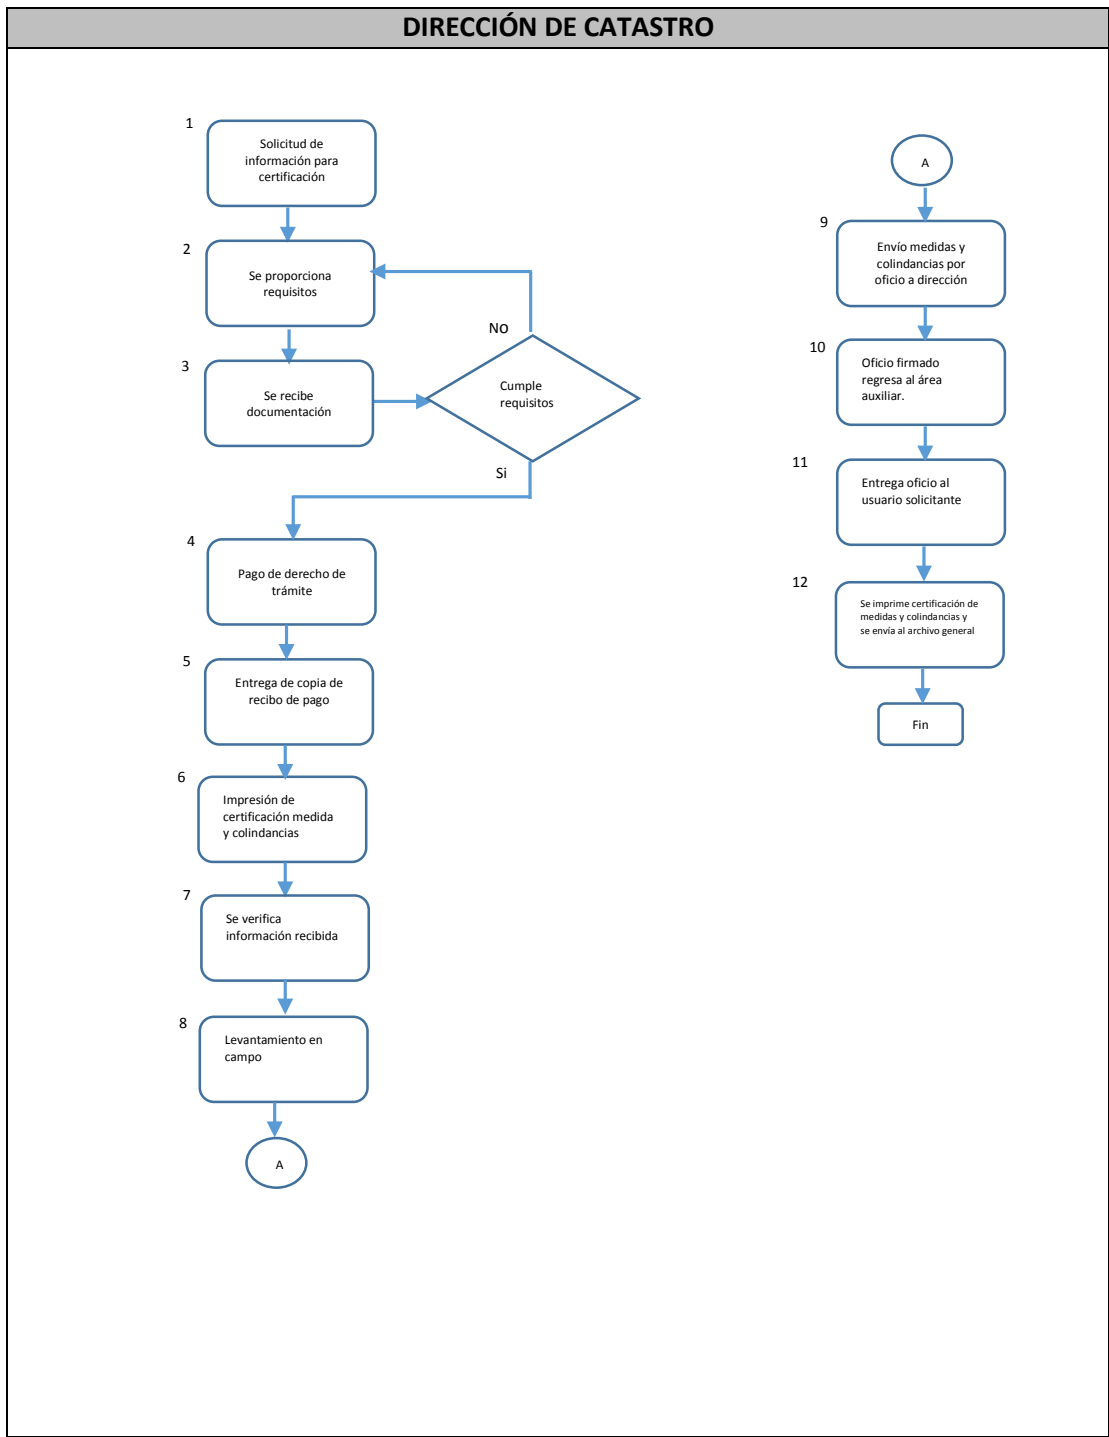 DIRECCIÓN DE CATASTRO
1
Solicitud de
información para
certificación
2
Se proporciona
requisitos
3
Se recibe
documentación
No
Cumple
requisitos
Si
4
Pago de derecho de
trámite
5
Entrega de copia de
recibo de pago
6
Impresión de
certificación medida
y colindancias
7
Se verifica
información recibida
8
Levantamiento en
campo
A
A
9
Envío medidas y
colindancias por
oficio a dirección
10
Oficio firmado
regresa al área
auxiliar.
11
Entrega oficio al
usuario solicitante
12
Se imprime certificación de
medidas y colindancias y
se envía al archivo general
Fin